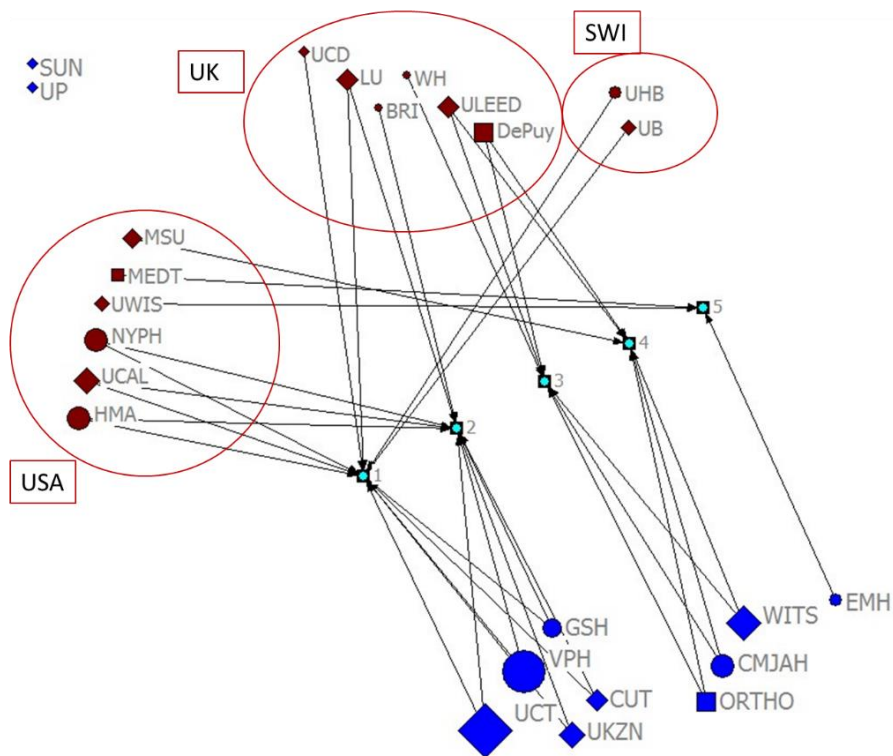 SUN
UP
UK
UCD
LU
WH
BRI
ULEED
DePuy
SWI
UHB
UB
MSU
MEDT
UWIS
NYPH
UCAL
HMA
USA
5
4
3
2
1
GSH
VPH
UCT
CUT
UKZN
WITS
CMJAH
ORTHO
EMH